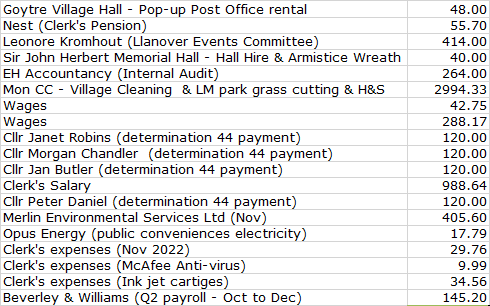 Goytre Village Hall - Pop-up Post Office rental 48.00
Nest (Clerk's Pension) 55.70
Leonore Kromhout (Llanover Events Committee) 414.00
Sir John Herbert Memorial Hall - Hall Hire & Armistice Wreath 40.00
EH Accountancy (Internal Audit) 264.00
Mon CC - Village Cleaning & LM park grass cutting & H&S 2994.33
Wages 42.75
Wages 288.17
Cllr Janet Robins (determination 44 payment) 120.00
Cllr Morgan Chandler (determination 44 payment) 120.00
Cllr Jan Butler (determination 44 payment) 120.00
Clerk's Salary 988.64
Cllr Peter Daniel (determination 44 payment) 120.00
Merlin Environmental Services Ltd (Nov) 405.60
Opus Energy (public conveniences electricity) 17.79
Clerk's expenses (Nov 2022) 29.76
Clerk's expenses (McAfee Anti-virus) 9.99
Clerk's expenses (Ink jet cartiges) 34.56
Beverley & Williams (Q2 payroll - Oct to Dec) 145.20